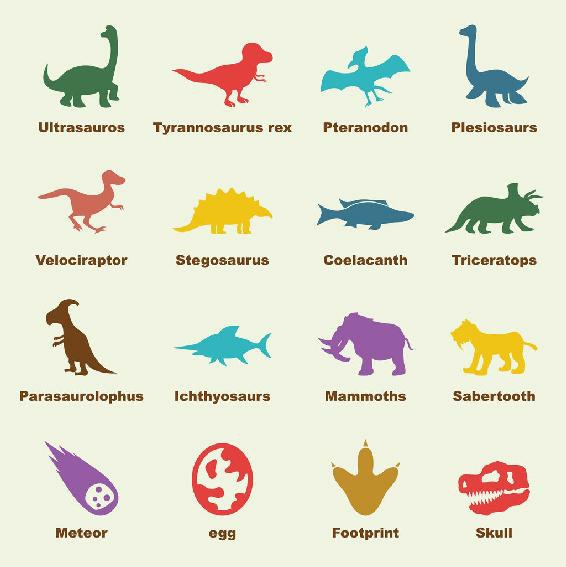 Ultrasauros
Tyrannosaurus rex
Pteranodon
Plesiosaurs
Velociraptor
Stegosaurus
Coelacanth
Triceratops
Parasaurolophus
Ichthyosaurs
Mammoths
Sabertooth
Meteor
egg
Footprint
Skull